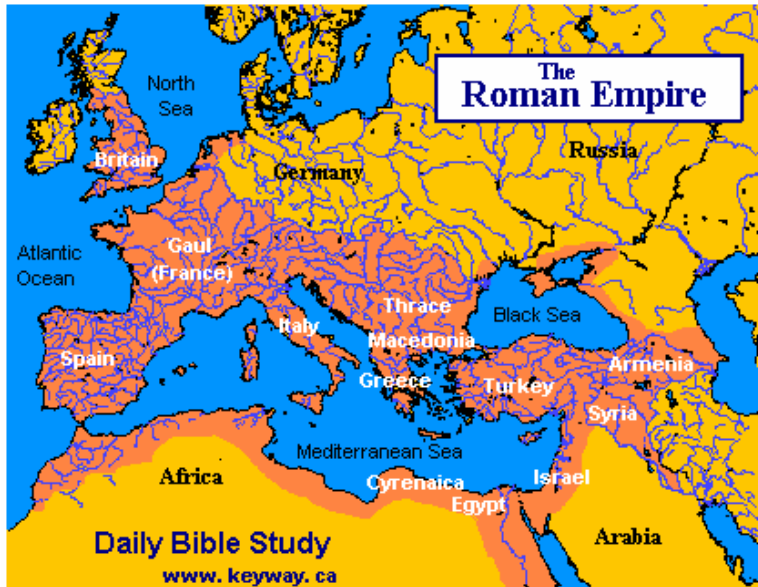 The
Roman Empire
North
Sea
Russia
Britain
Germany
Atlantic
Ocean
Gaul
(France)
Thrace
Black Sea
Italy
Macedonia
Spain
Armenia
Greece
Turkey
Syria
Mediterranean Sea
Africa
Cyrenaica
Israel
Egypt
Arabia
Daily Bible Study
www.keyway.ca